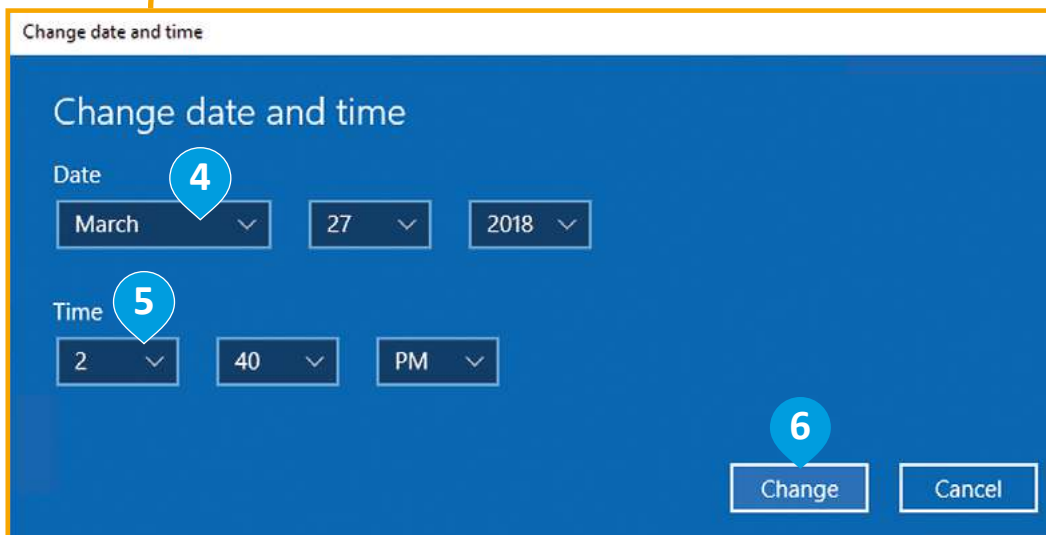 Change date and time
Change date and time
Date
4
March 27 2018
Time
5
2 40 PM
6
Change Cancel